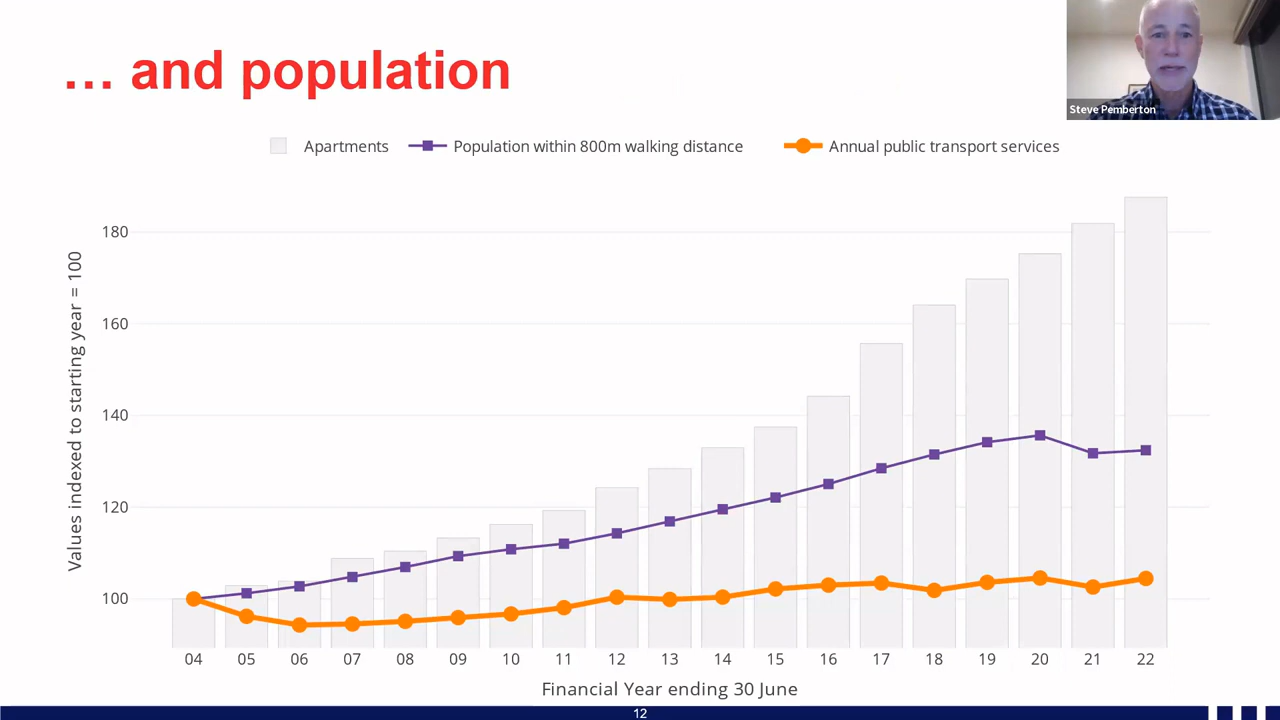 … and population
Steve Pemberton
Apartments
Population within 800m walking distance
Annual public transport services
Values indexed to starting year = 100
180
160
140
120
100
04 05 06 07 08 09 10 11 12 13 14 15 16 17 18 19 20 21 22
Financial Year ending 30 June
12